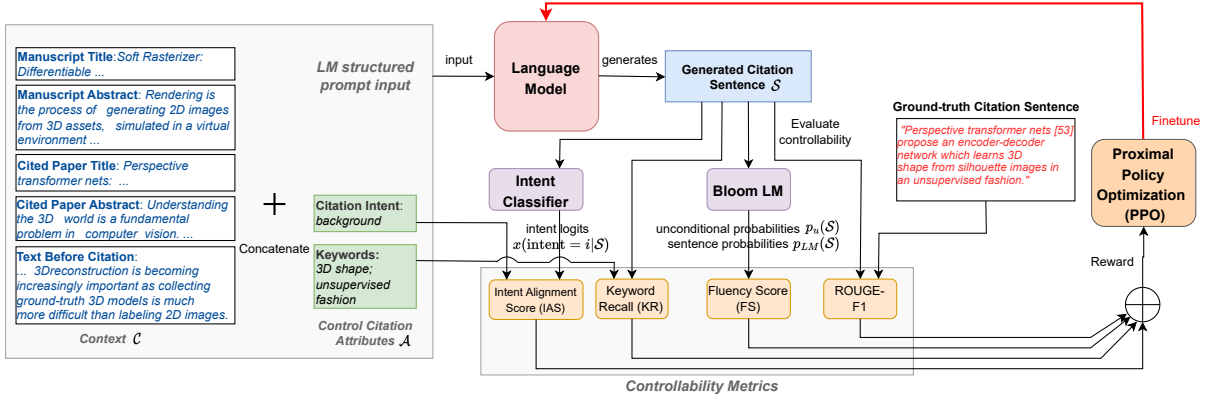 Manuscript Title:Soft Rasterizer:
Differentiable ...
Manuscript Abstract: Rendering is
the process of generating 2D images
from 3D assets, simulated in a virtual
environment ...
Cited Paper Title: Perspective
transformer nets: ...
Cited Paper Abstract: Understanding
the 3D world is a fundamental
problem in computer vision. ...
Text Before Citation:
... 3Dreconstruction is becoming
increasingly important as collecting
ground-truth 3D models is much
more difficult than labeling 2D images.
Context C
+
Concatenate
LM structured
prompt input
Citation Intent:
background
Keywords:
3D shape;
unsupervised
fashion
Control Citation
Attributes A
input
Language
Model
generates
Generated Citation
Sentence S
Evaluate
controllability
Intent
Classifier
Bloom LM
intent logits
x(intent = i|S)
unconditional probabilities p_u(S)
sentence probabilities p_LM(S)
Ground-truth Citation Sentence
"Perspective transformer nets [53]
propose an encoder-decoder
network which learns 3D
shape from silhouette images in
an unsupervised fashion."
Intent Alignment
Score (IAS)
Keyword
Recall (KR)
Fluency Score
(FS)
ROUGE-
F1
Controllability Metrics
Finetune
Proximal
Policy
Optimization
(PPO)
Reward